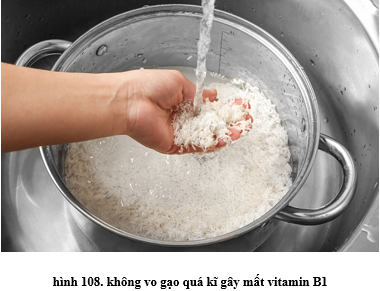 hình 108. không vo gạo quá kĩ gây mất vitamin B1